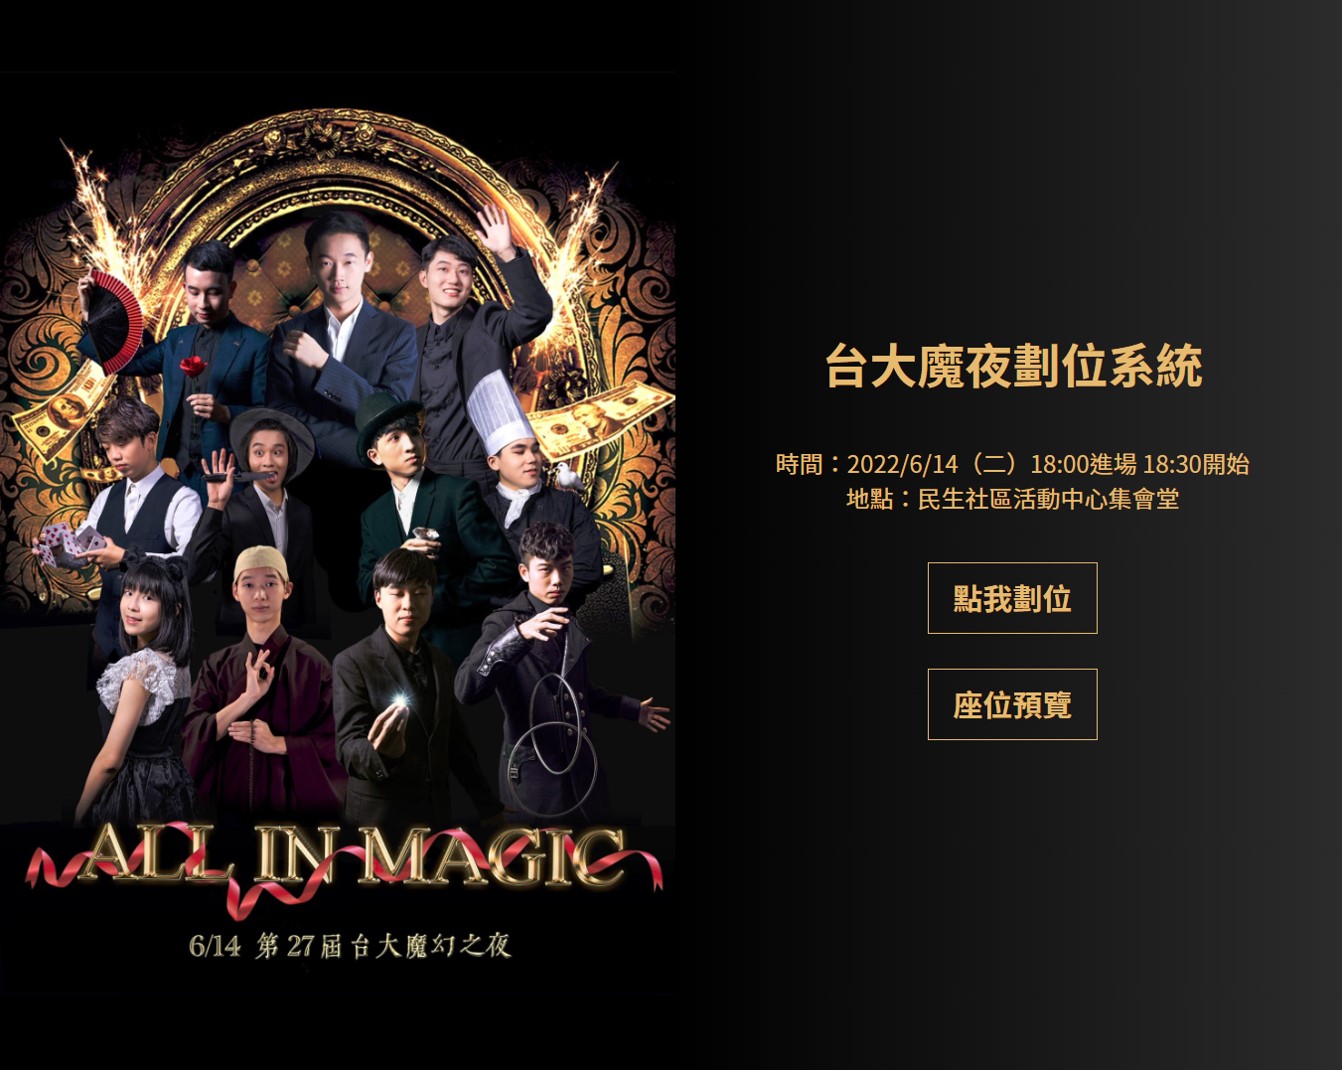 ALL IN MAGIC
6/14 第27屆台大魔幻之夜
台大魔夜劃位系統
時間：2022/6/14（二）18:00進場 18:30開始
地點：民生社區活動中心集會堂
點我劃位
座位預覽